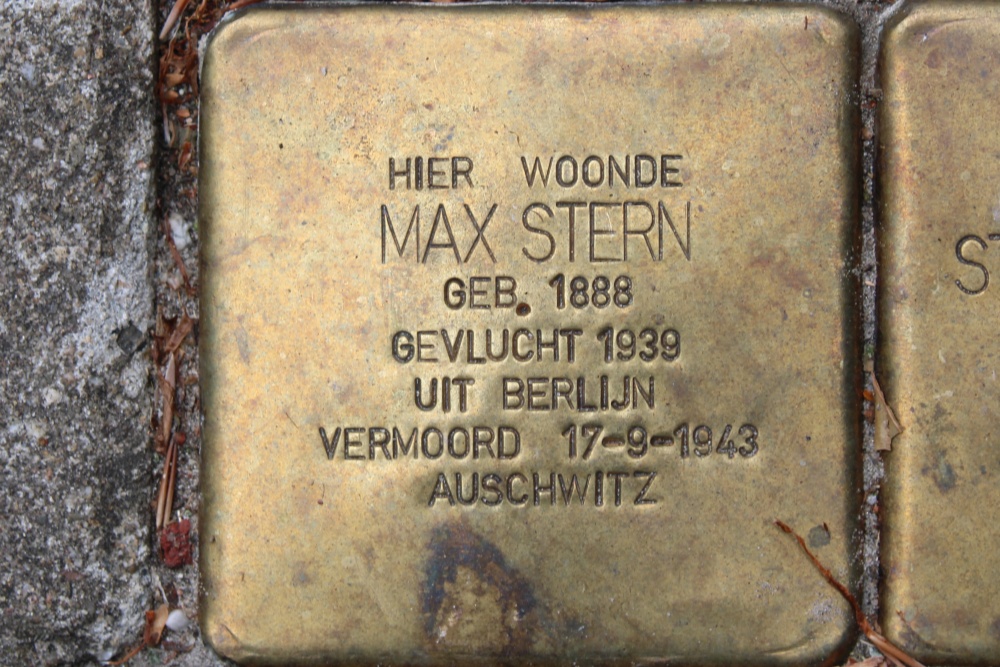 HIER WOONDE
MAX STERN
GEB. 1888
GEVLUCHT 1939
UIT BERLIJN
VERMOORD 17-9-1943
AUSCHWITZ